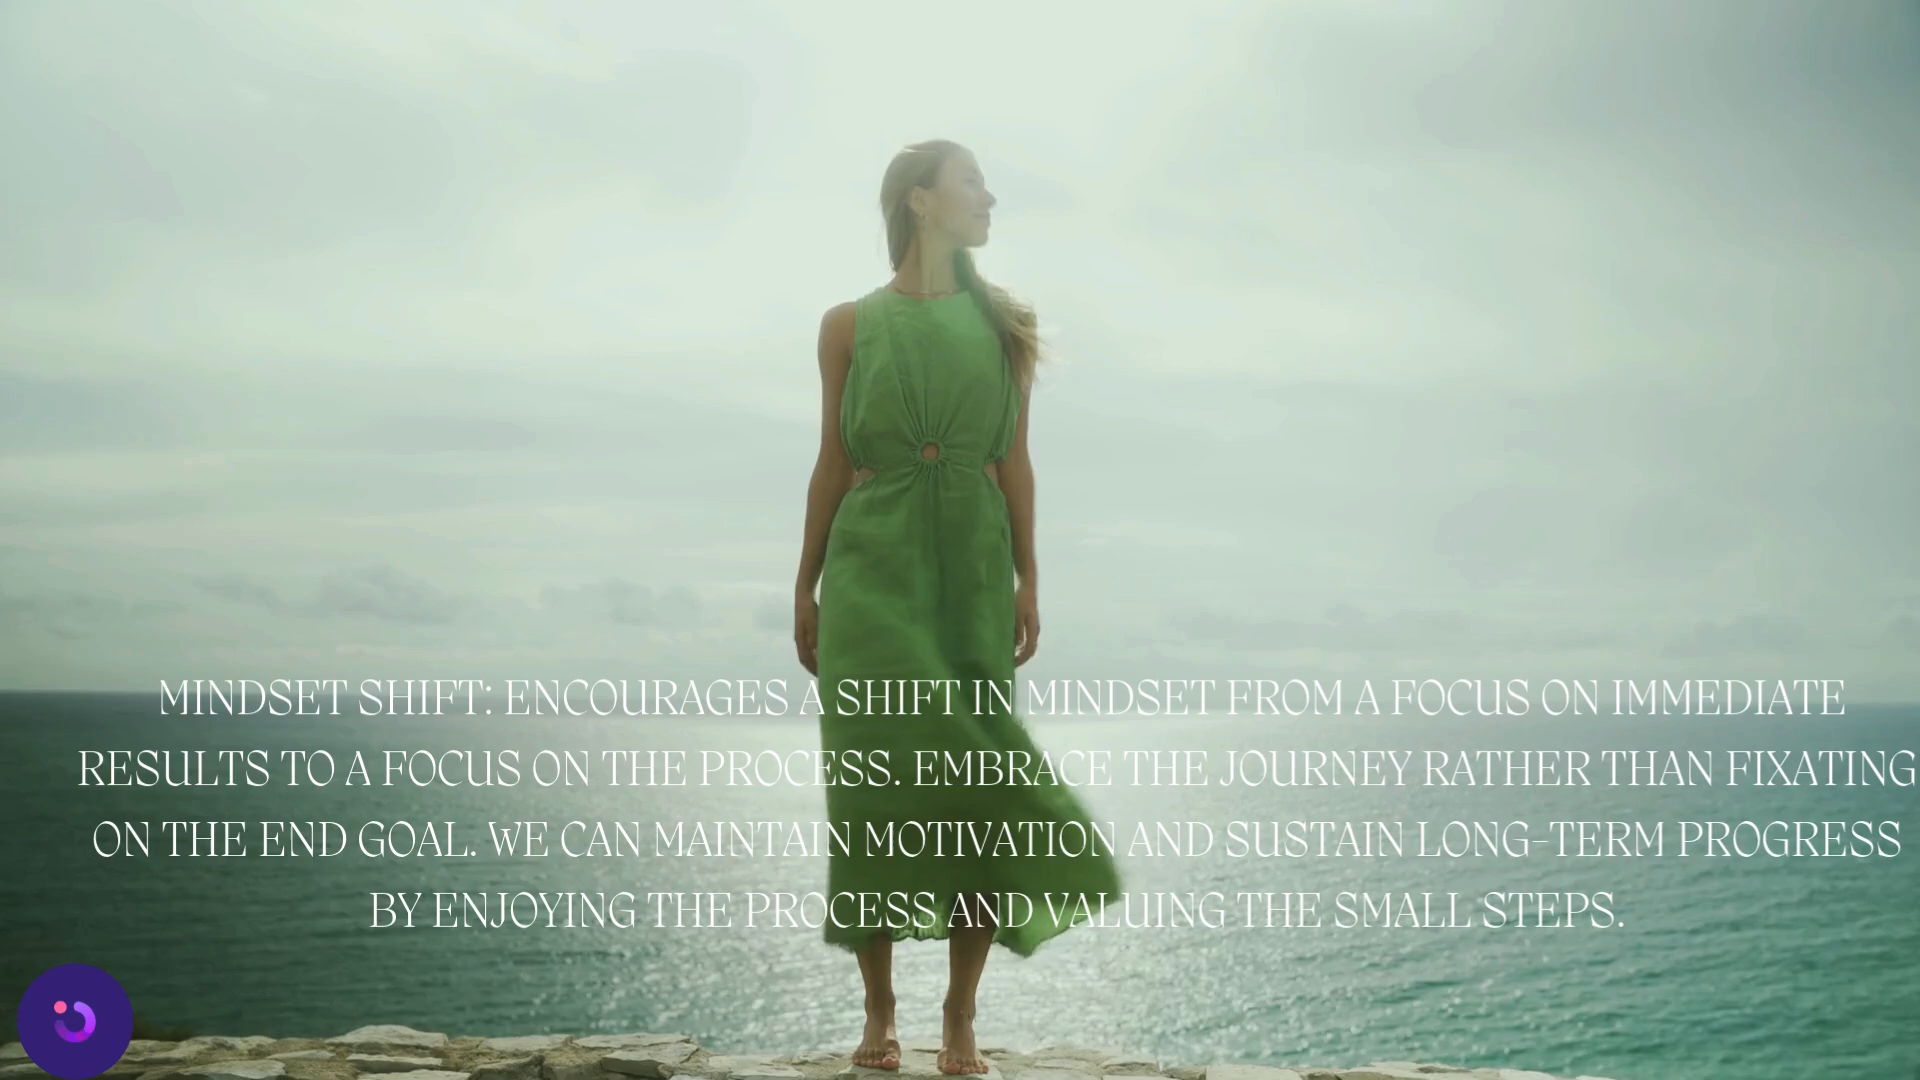 MINDSET SHIFT: ENCOURAGES A SHIFT IN MINDSET FROM A FOCUS ON IMMEDIATE
RESULTS TO A FOCUS ON THE PROCESS. EMBRACE THE JOURNEY RATHER THAN FIXATING
ON THE END GOAL. WE CAN MAINTAIN MOTIVATION AND SUSTAIN LONG-TERM PROGRESS
BY ENJOYING THE PROCESS AND VALUING THE SMALL STEPS.